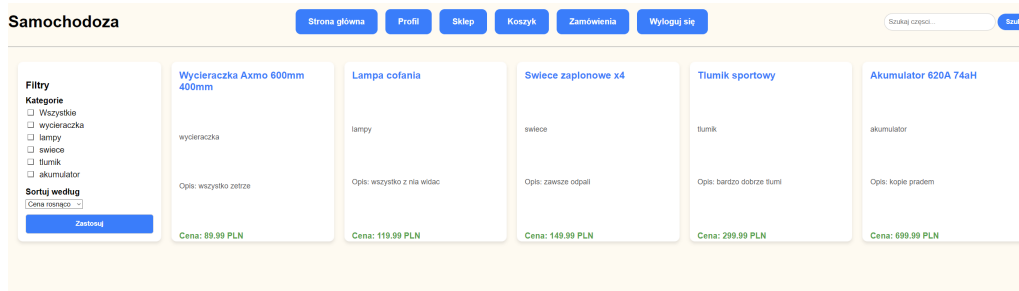 Samochodoza
Strona główna
Profil
Sklep
Koszyk
Zamówienia
Wyloguj się
Szukaj części...
Filtry
Kategorie
Wszystkie
wycieraczka
lampy
swiece
tlumik
akumulator
Sortuj według
Cena rosnąco
Zastosuj
Wycieraczka Axmo 600mm
400mm
wycieraczka
Opis: wszystko zetrze
Cena: 89.99 PLN
Lampa cofania
lampy
Opis: wszystko z nia widac
Cena: 119.99 PLN
Swiece zaplonowe x4
swiece
Opis: zawsze odpali
Cena: 149.99 PLN
Tlumik sportowy
tlumik
Opis: bardzo dobrze tlumi
Cena: 299.99 PLN
Akumulator 620A 74aH
akumulator
Opis: kopie pradem
Cena: 699.99 PLN